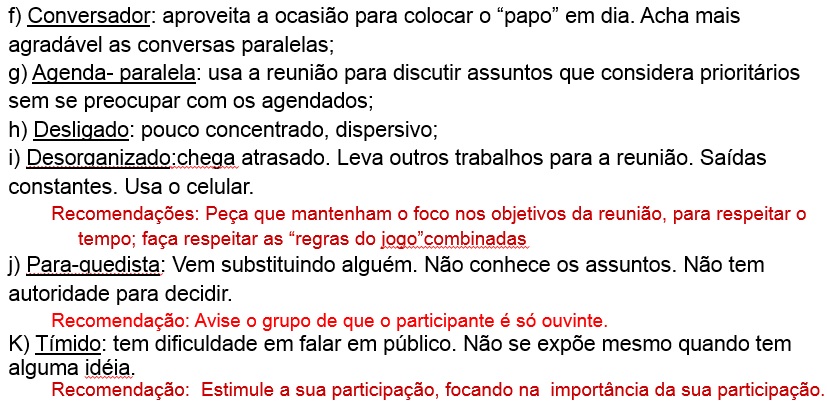 f) Conversador: aproveita a ocasião para colocar o “papo” em dia. Acha mais
agradável as conversas paralelas;
g) Agenda- paralela: usa a reunião para discutir assuntos que considera prioritários
sem se preocupar com os agendados;
h) Desligado: pouco concentrado, dispersivo;
i) Desorganizado:chega atrasado. Leva outros trabalhos para a reunião. Saídas
constantes. Usa o celular.
Recomendações: Peça que mantenham o foco nos objetivos da reunião, para respeitar o
tempo; faça respeitar as “regras do jogo”combinadas
j) Para-quedista: Vem substituindo alguém. Não conhece os assuntos. Não tem
autoridade para decidir.
Recomendação: Avise o grupo de que o participante é só ouvinte.
K) Tímido: tem dificuldade em falar em público. Não se expõe mesmo quando tem
alguma idéia.
Recomendação:  Estimule a sua participação, focando na  importância da sua participação.